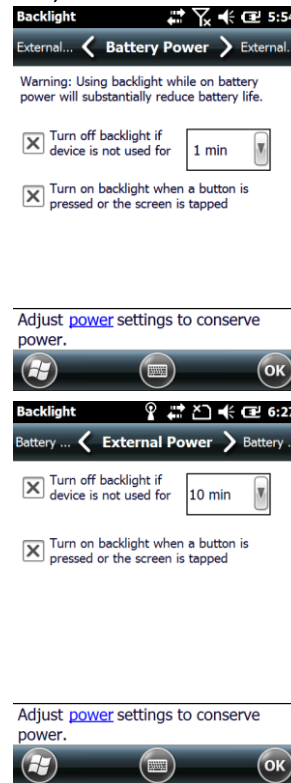 Backlight 5:54
External... Battery Power External.
Warning: Using backlight while on battery
power will substantially reduce battery life.
Turn off backlight if
device is not used for 1 min
Turn on backlight when a button is
pressed or the screen is tapped
Adjust power settings to conserve
power.
OK
Backlight 6:27
Battery ... External Power Battery .
Turn off backlight if
device is not used for 10 min
Turn on backlight when a button is
pressed or the screen is tapped
Adjust power settings to conserve
power.
OK